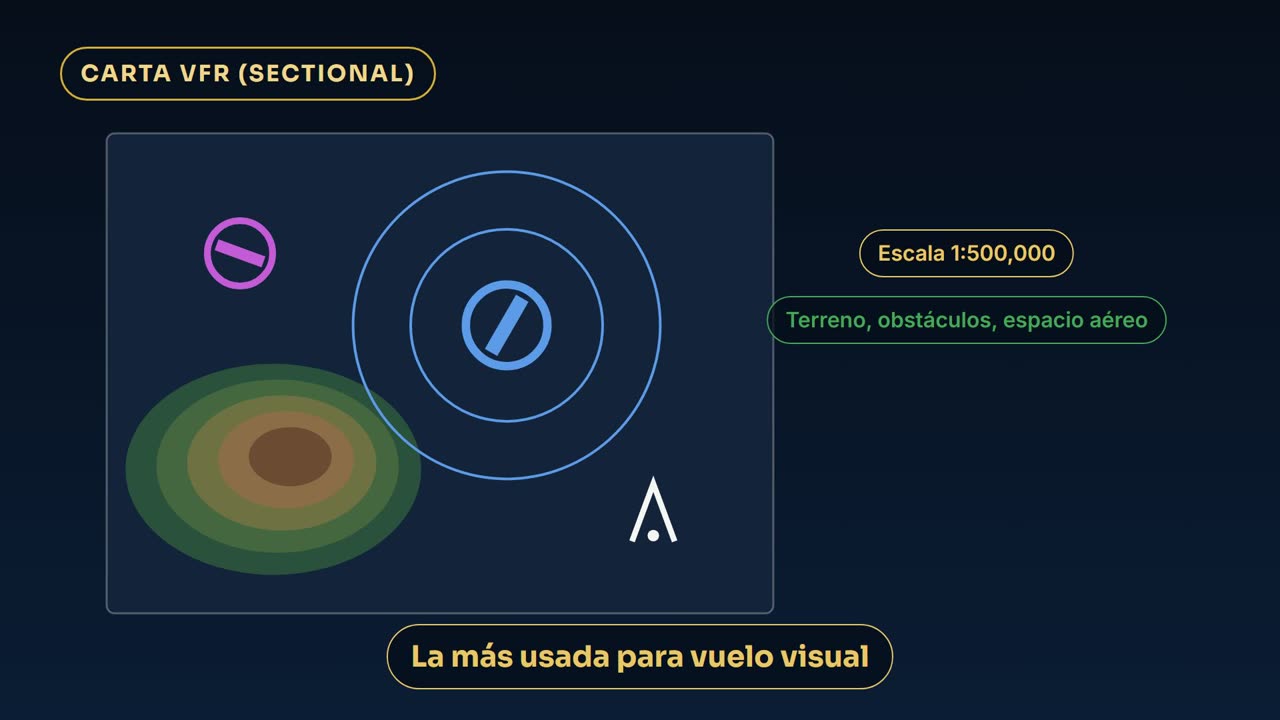 CARTA VFR (SECTIONAL)
Escala 1:500,000
Terreno, obstáculos, espacio aéreo
La más usada para vuelo visual